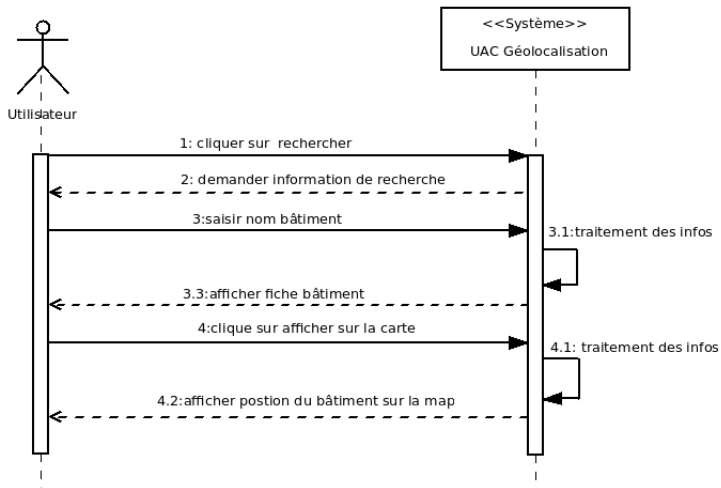 <<Système>>
UAC Géolocalisation
Utilisateur
1: cliquer sur rechercher
2: demander information de recherche
3:saisir nom bâtiment
3.1:traitement des infos
3.3:afficher fiche bâtiment
4:clique sur afficher sur la carte
4.1: traitement des infos
4.2:afficher postion du bâtiment sur la map